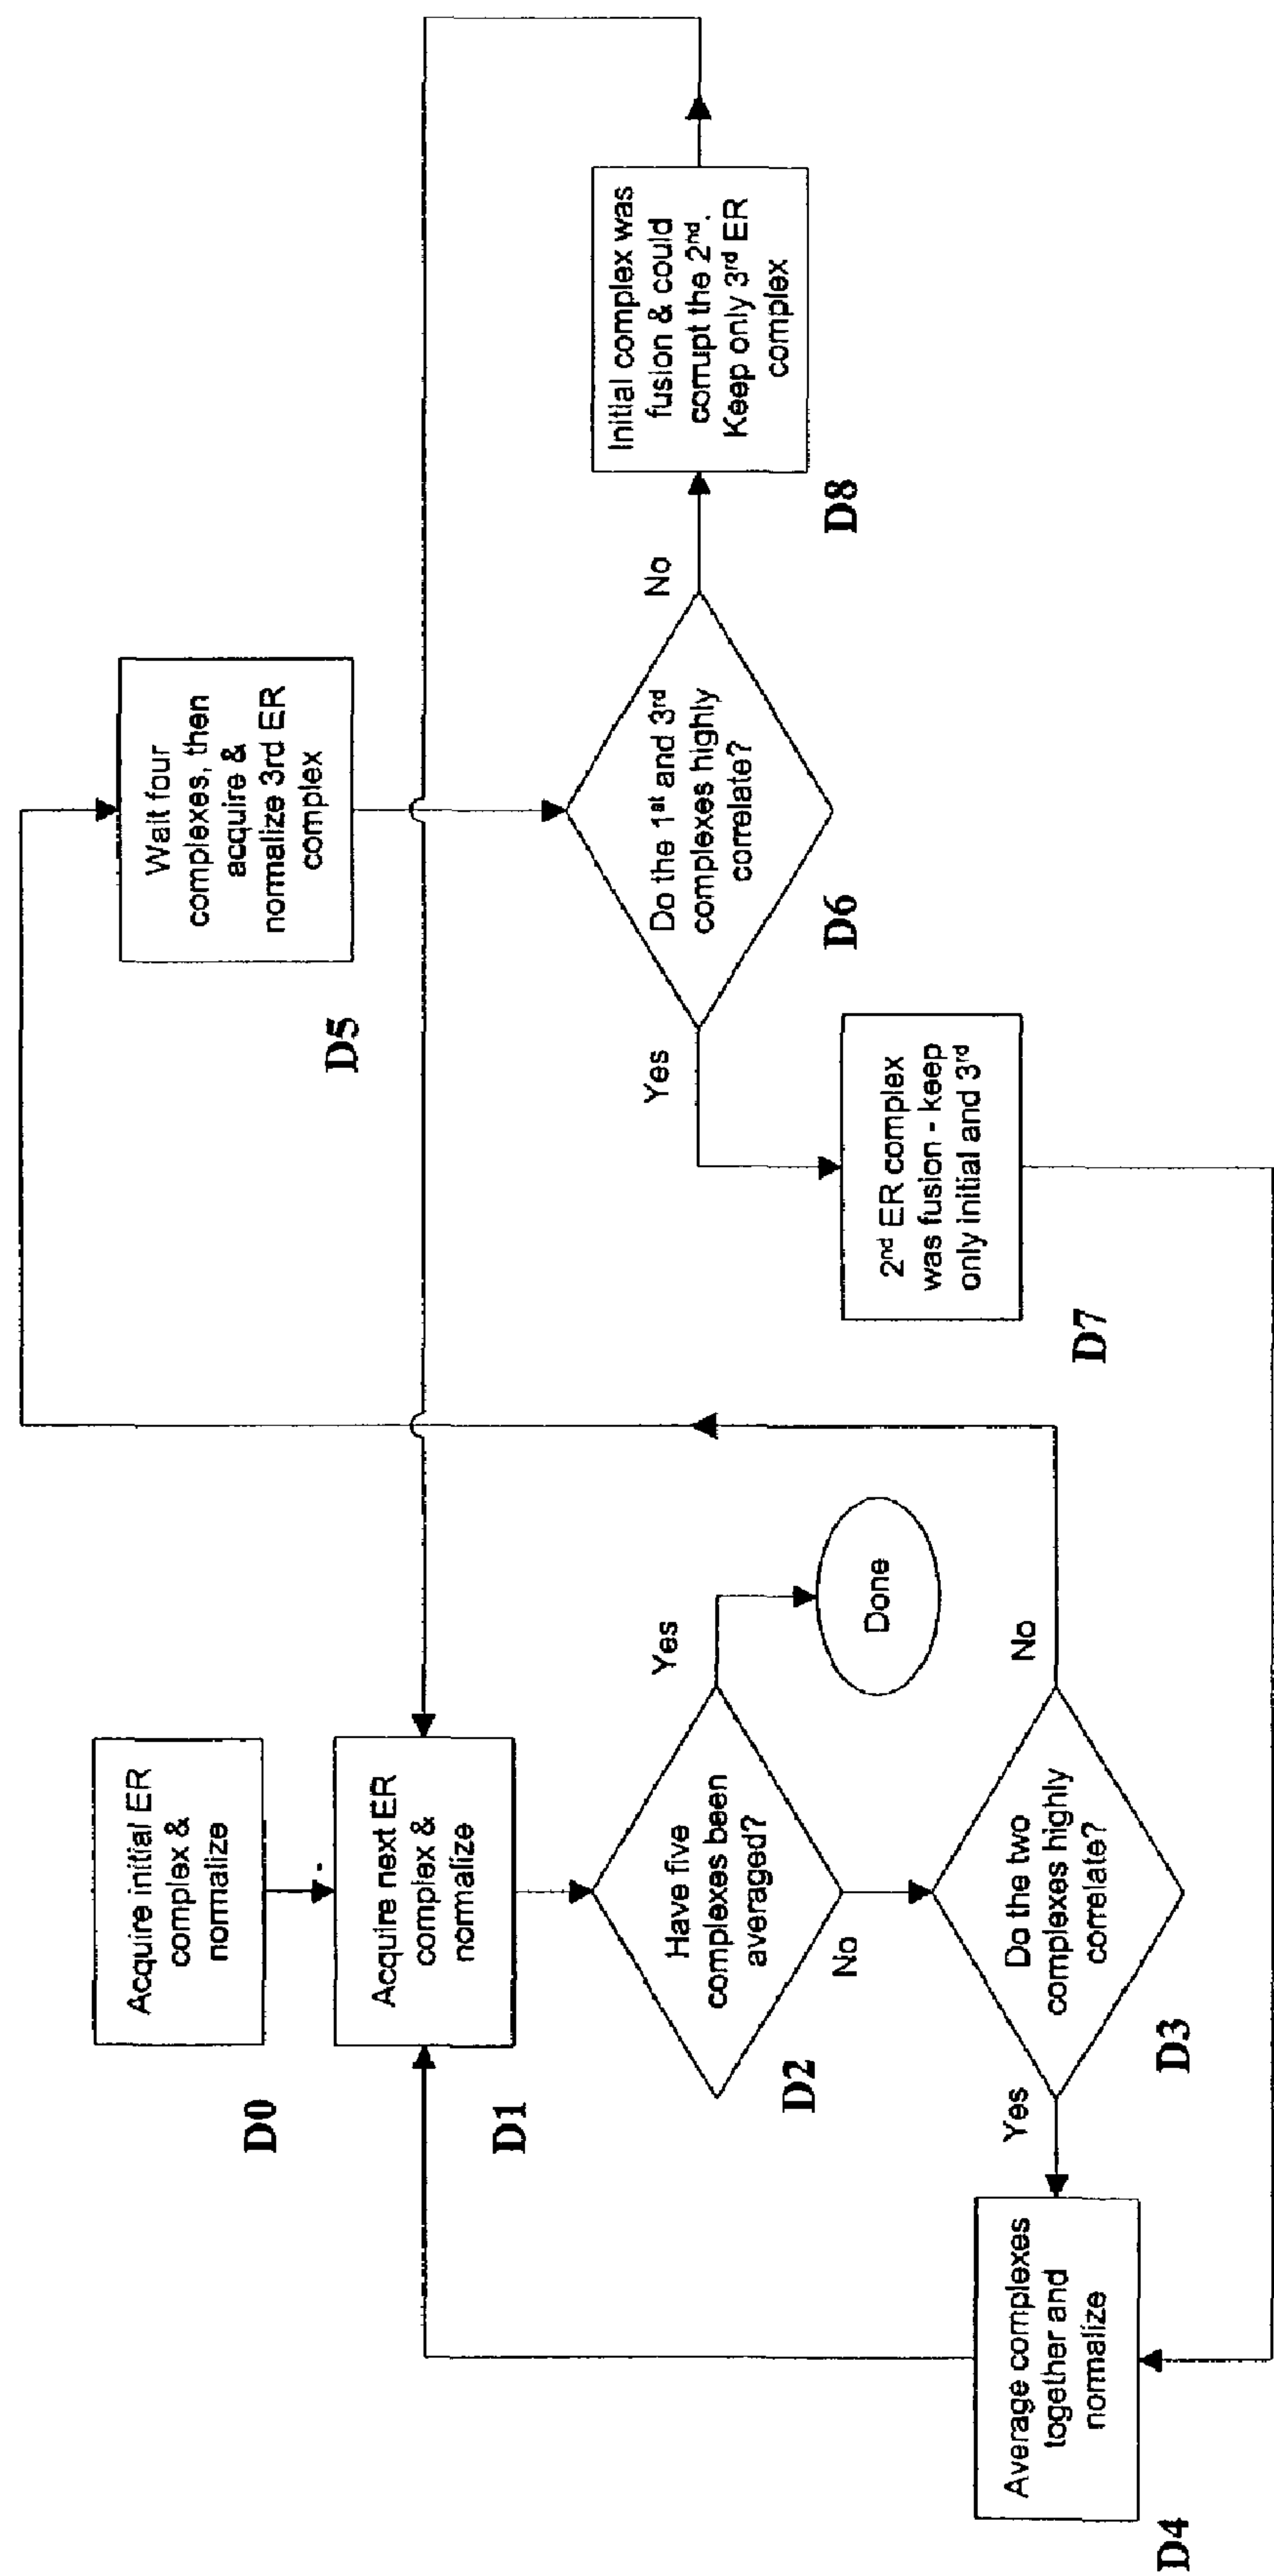 Acquire initial ER
complex &
normalize
D0
Acquire next ER
complex &
normalize
D1
Have five
complexes been
averaged?
D2
Yes
No
Done
Do the two
complexes highly
correlate?
D3
Yes
No
Average complexes
together and
normalize
D4
Wait four
complexes, then
acquire &
normalize 3rd ER
complex
D5
Do the 1st and 3rd
complexes highly
correlate?
D6
Yes
No
2nd ER complex
was fusion - keep
only initial and 3rd
D7
Initial complex was
fusion & could
corrupt the 2nd.
Keep only 3rd ER
complex
D8